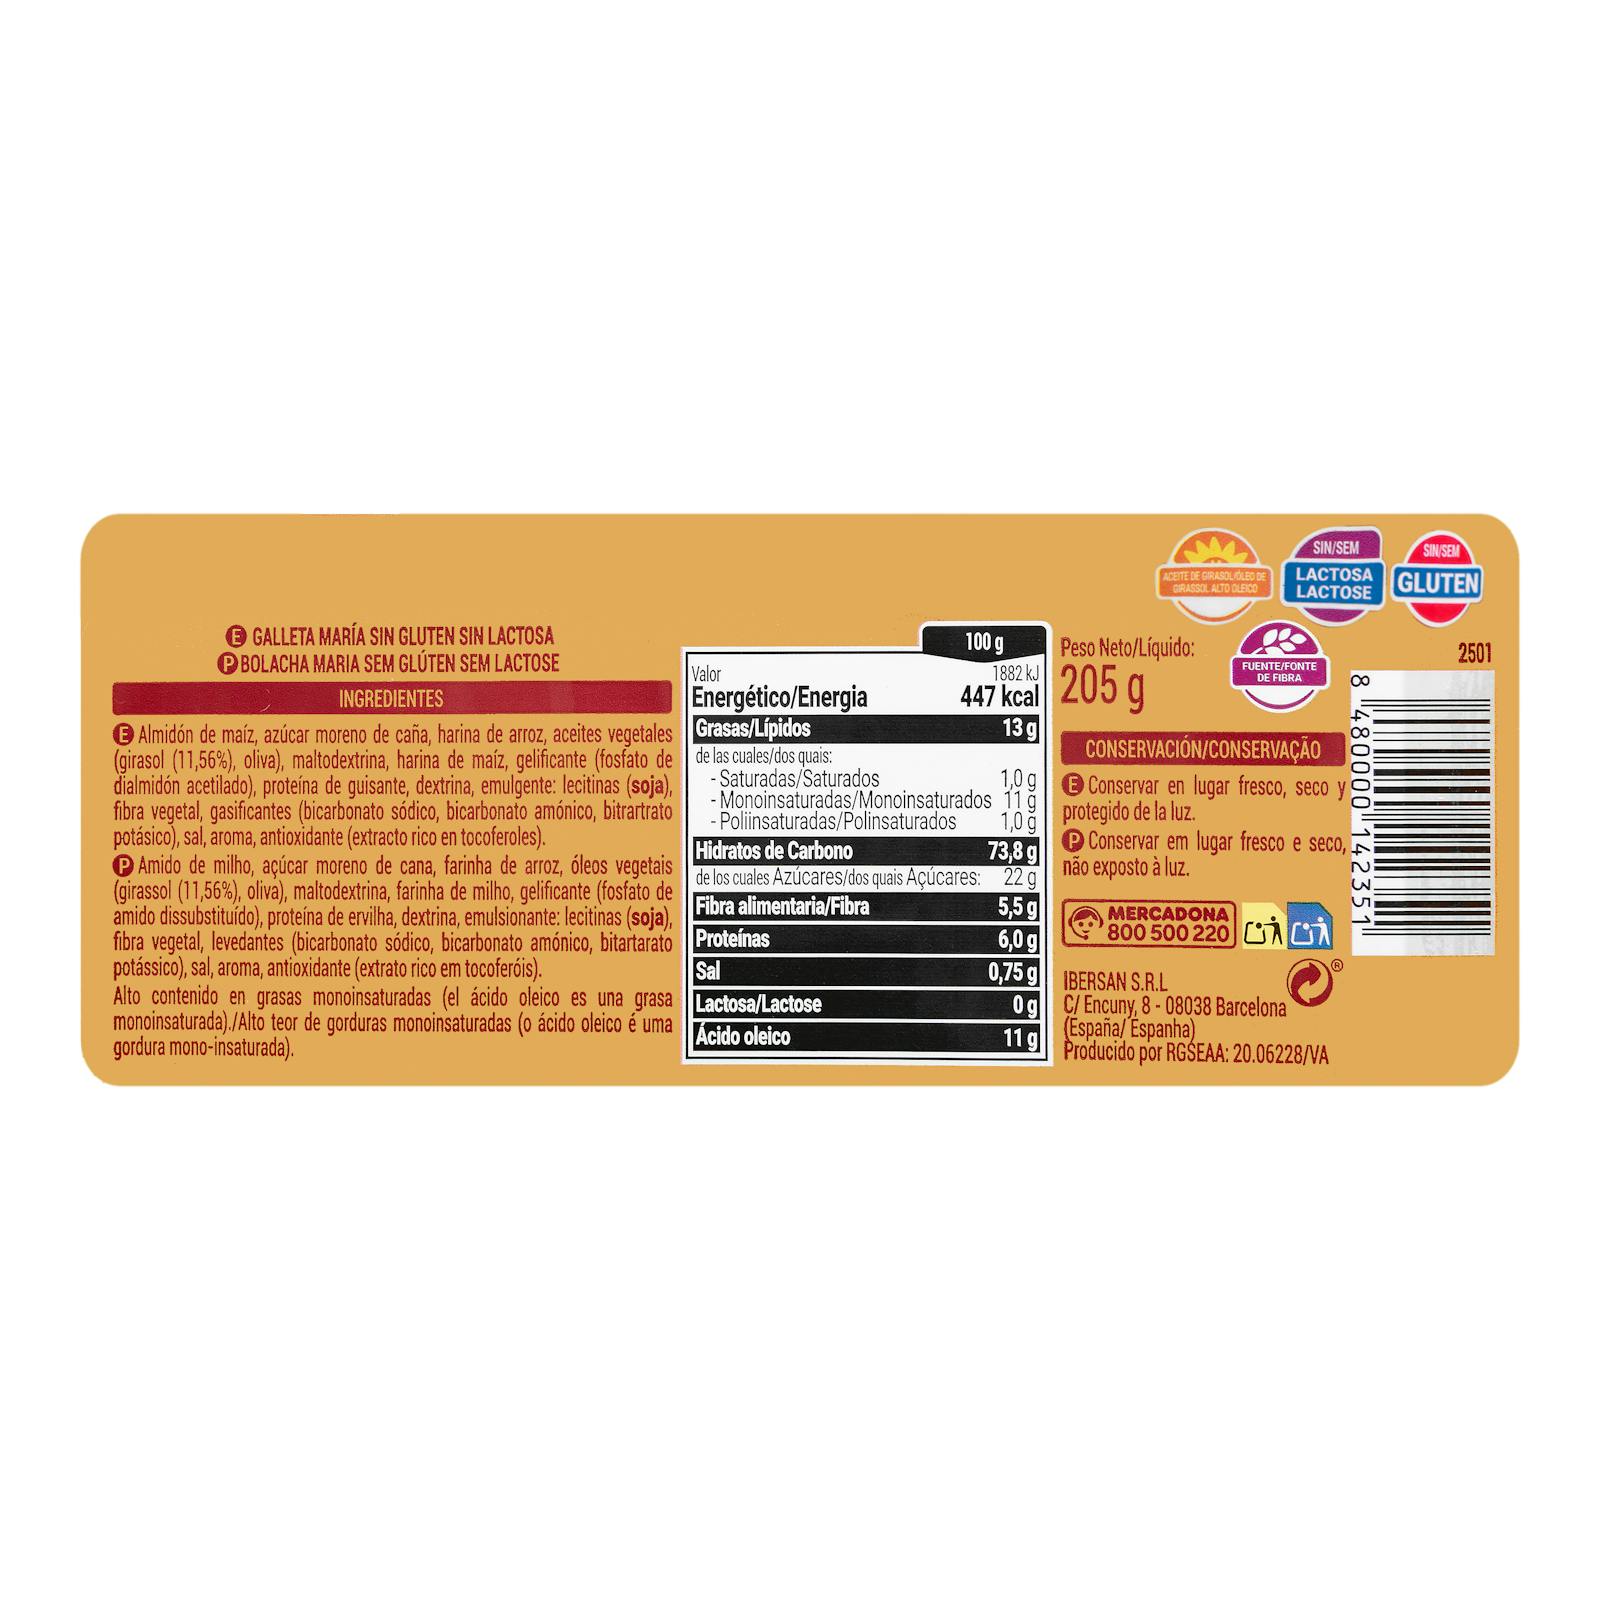 E GALLETA MARÍA SIN GLUTEN SIN LACTOSA
P BOLACHA MARIA SEM GLÚTEN SEM LACTOSE
INGREDIENTES
E Almidón de maíz, azúcar moreno de caña, harina de arroz, aceites vegetales
(girasol (11,56%), oliva), maltodextrina, harina de maíz, gelificante (fosfato de
dialmidón acetilado), proteína de guisante, dextrina, emulgente: lecitinas (soja),
fibra vegetal, gasificantes (bicarbonato sódico, bicarbonato amónico, bitrartrato
potásico), sal, aroma, antioxidante (extracto rico en tocoferoles).
P Amido de milho, açúcar moreno de cana, farinha de arroz, óleos vegetais
(girassol (11,56%), oliva), maltodextrina, farinha de milho, gelificante (fosfato de
amido dissubstituído), proteína de ervilha, dextrina, emulsionante: lecitinas (soja),
fibra vegetal, levedantes (bicarbonato sódico, bicarbonato amónico, bitartarato
potássico), sal, aroma, antioxidante (extrato rico em tocoferóis).
Alto contenido en grasas monoinsaturadas (el ácido oleico es una grasa
monoinsaturada)./Alto teor de gorduras monoinsaturadas (o ácido oleico é uma
gordura mono-insaturada).
100 g
Valor 1882 kJ
Energético/Energia 447 kcal
Grasas/Lípidos 13 g
de las cuales/dos quais:
- Saturadas/Saturados 1,0 g
- Monoinsaturadas/Monoinsaturados 11 g
- Poliinsaturadas/Polinsaturados 1,0 g
Hidratos de Carbono 73,8 g
de los cuales Azúcares/dos quais Açúcares: 22 g
Fibra alimentaria/Fibra 5,5 g
Proteínas 6,0 g
Sal 0,75 g
Lactosa/Lactose 0 g
Ácido oleico 11 g
ACEITE DE GIRASOL/ÓLEO DE
GIRASSOL ALTO OLEICO
SIN/SEM
LACTOSA
LACTOSE
SIN/SEM
GLUTEN
Peso Neto/Líquido:
205 g
FUENTE/FONTE
DE FIBRA
2501
CONSERVACIÓN/CONSERVAÇÃO
E Conservar en lugar fresco, seco y
protegido de la luz.
P Conservar em lugar fresco e seco,
não exposto à luz.
MERCADONA
800 500 220
IBERSAN S.R.L
C/ Encuny, 8 - 08038 Barcelona
(España/ Espanha)
Producido por RGSEAA: 20.06228/VA
®
8 480000 142351